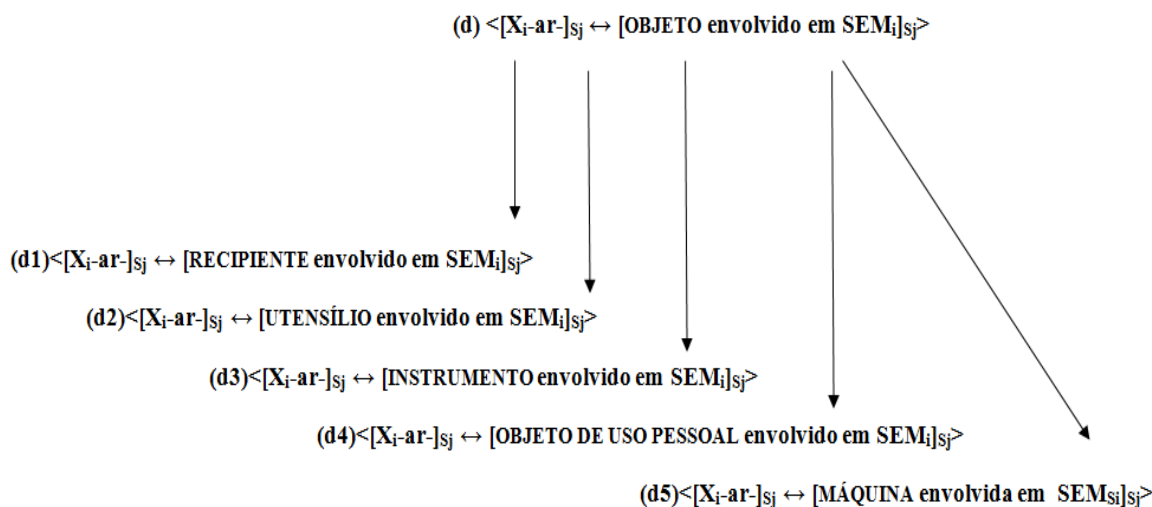 (d) <[Xi-ar-]Sj ↔ [OBJETO envolvido em SEMi]Sj>
(d1)<[Xi-ar-]Sj ↔ [RECIPIENTE envolvido em SEMi]Sj>
(d2)<[Xi-ar-]Sj ↔ [UTENSÍLIO envolvido em SEMi]Sj>
(d3)<[Xi-ar-]Sj ↔ [INSTRUMENTO envolvido em SEMi]Sj>
(d4)<[Xi-ar-]Sj ↔ [OBJETO DE USO PESSOAL envolvido em SEMi]Sj>
(d5)<[Xi-ar-]Sj ↔ [MÁQUINA envolvida em SEMSi]Sj>